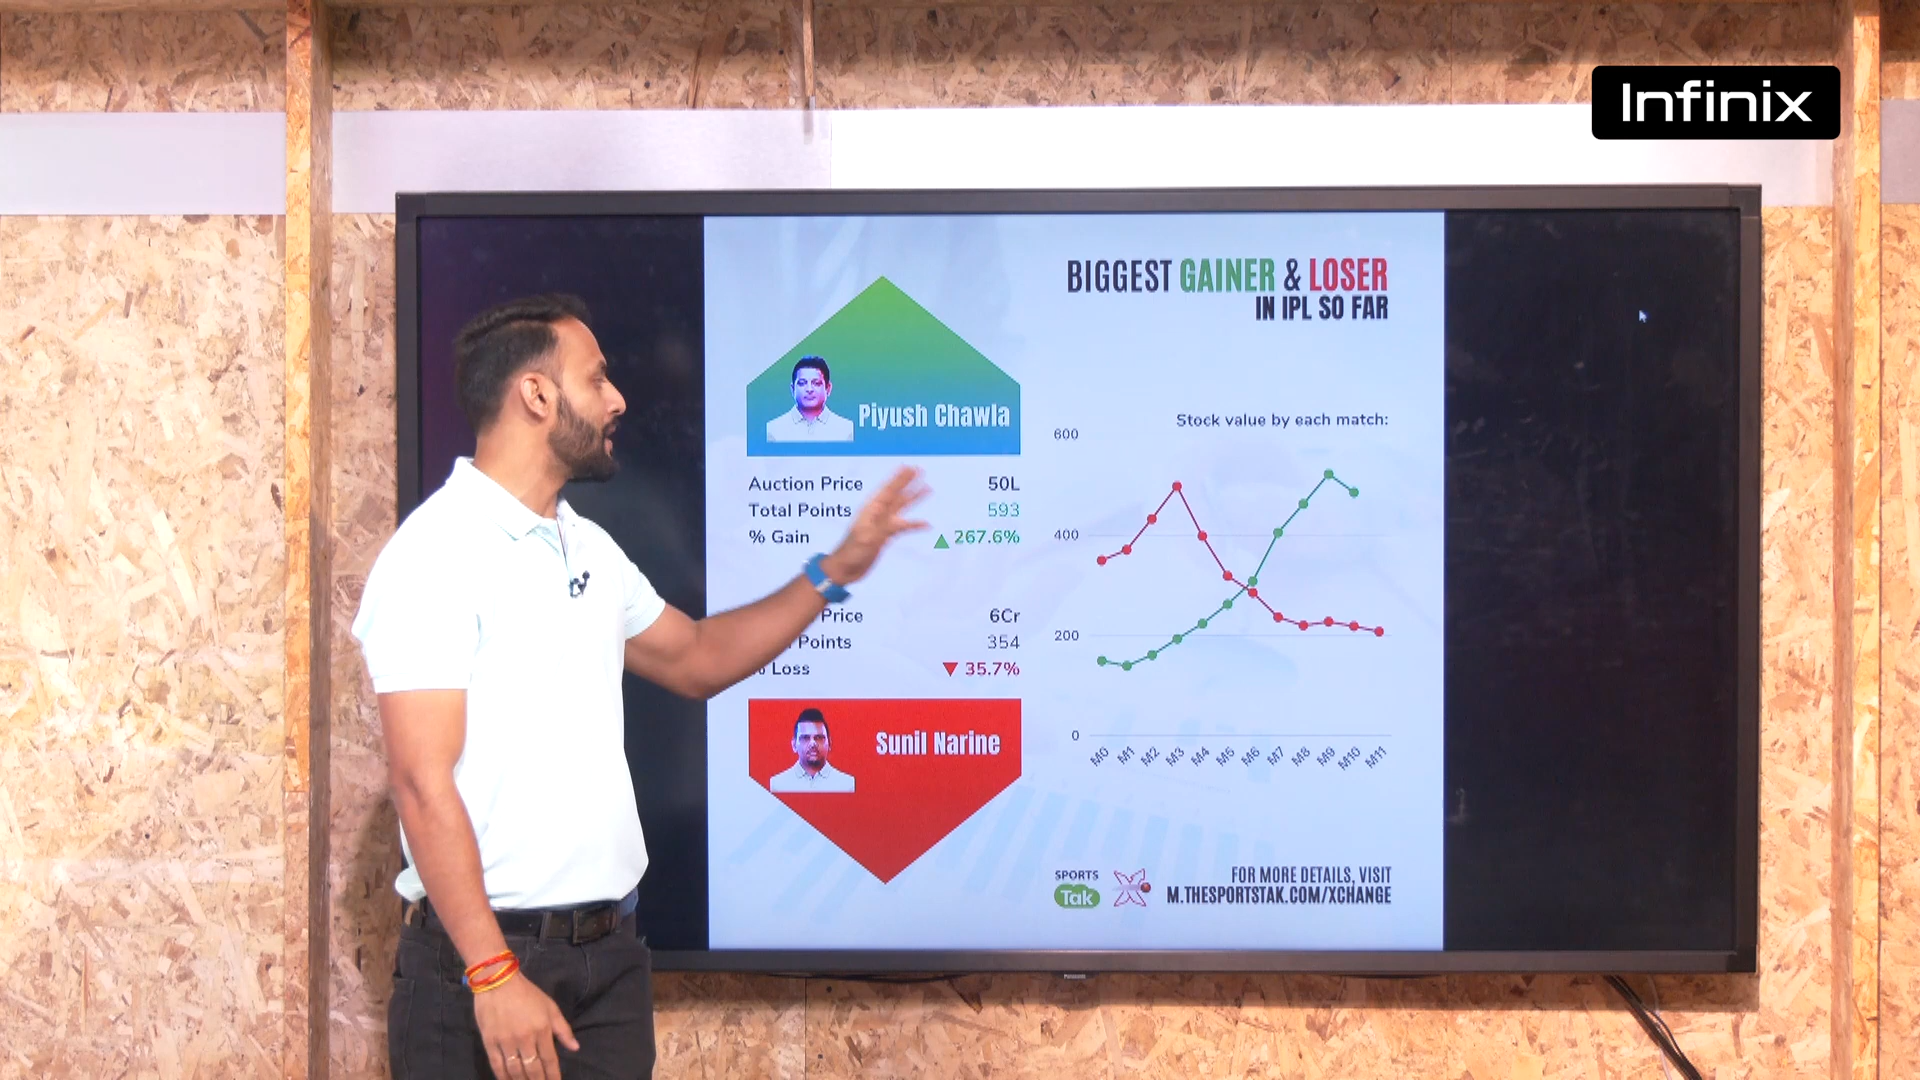 Infinix
BIGGEST GAINER & LOSER
IN IPL SO FAR
Piyush Chawla
Auction Price 50L
Total Points 593
% Gain ▲ 267.6%
Price 6Cr
Points 354
Loss ▼ 35.7%
Sunil Narine
Stock value by each match:
600
400
200
0
M0 M1 M2 M3 M4 M5 M6 M7 M8 M9 M10 M11
SPORTS
Tak
FOR MORE DETAILS, VISIT
M.THESPORTSTAK.COM/XCHANGE
Panasonic